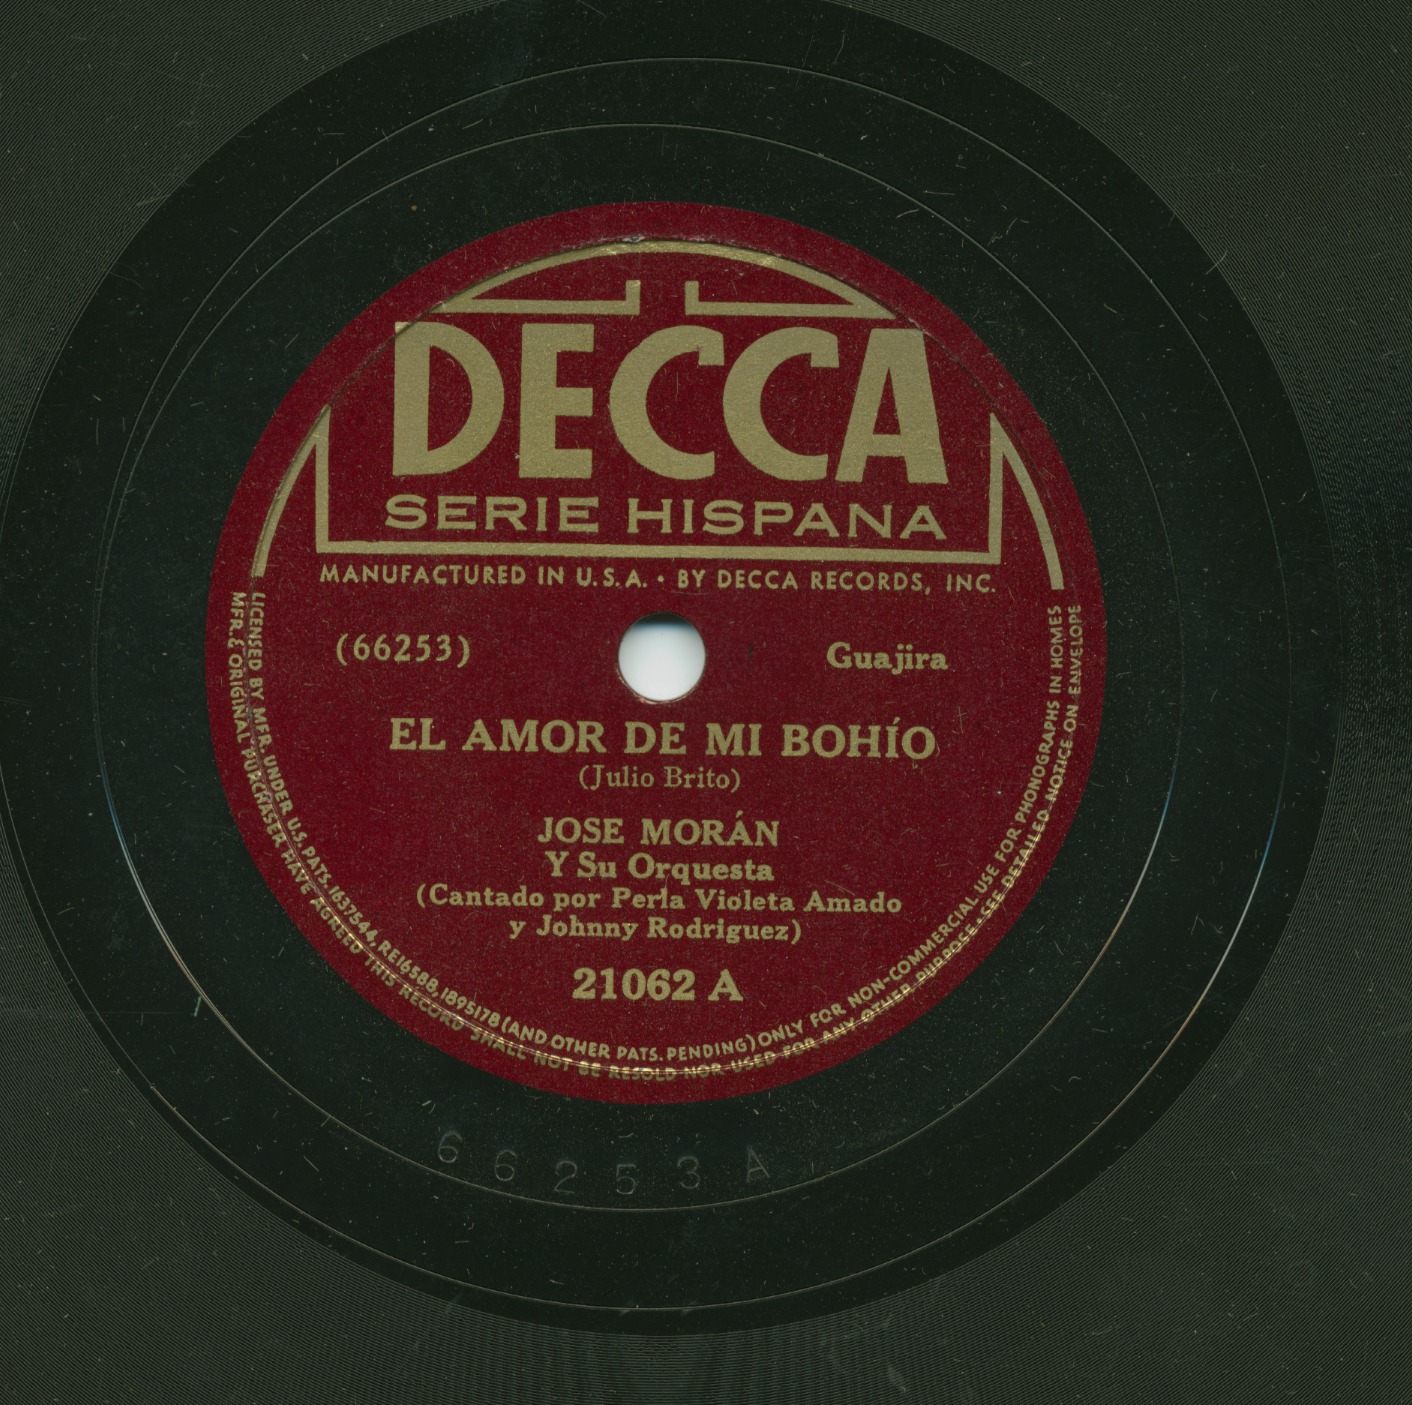 DECCA
SERIE HISPANA
MANUFACTURED IN U.S.A. • BY DECCA RECORDS, INC.
(66253)
Guajira
EL AMOR DE MI BOHÍO
(Julio Brito)
JOSE MORÁN
Y Su Orquesta
(Cantado por Perla Violeta Amado
y Johnny Rodriguez)
21062 A
LICENSED BY MFR. UNDER U.S. PATS. 1637544, RE16588, 1895178 (AND OTHER PATS. PENDING) ONLY FOR NON-COMMERCIAL USE FOR PHONOGRAPHS IN HOMES
MFR. & ORIGINAL PURCHASER HAVE AGREED THIS RECORD SHALL NOT BE RESOLD NOR USED FOR ANY OTHER PURPOSE. SEE DETAILED NOTICE ON ENVELOPE
66253 A